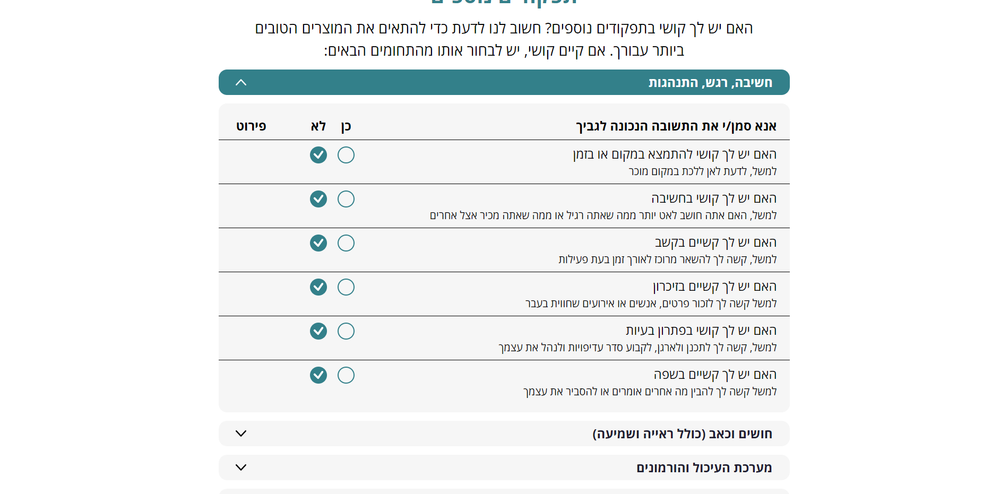 תפקודים נוספים
האם יש לך קושי בתפקודים נוספים? חשוב לנו לדעת כדי להתאים את המוצרים הטובים
ביותר עבורך. אם קיים קושי, יש לבחור אותו מהתחומים הבאים:
חשיבה, רגש, התנהגות
אנא סמן/י את התשובה הנכונה לגביך כן לא פירוט
האם יש לך קושי להתמצא במקום או בזמן
למשל, לדעת לאן ללכת במקום מוכר
האם יש לך קושי בחשיבה
למשל, האם אתה חושב לאט יותר ממה שאתה רגיל או ממה שאתה מכיר אצל אחרים
האם יש לך קשיים בקשב
למשל, קשה לך להשאר מרוכז לאורך זמן בעת פעילות
האם יש לך קשיים בזיכרון
למשל קשה לך לזכור פרטים, אנשים או אירועים שחווית בעבר
האם יש לך קושי בפתרון בעיות
למשל, קשה לך לתכנן ולארגן, לקבוע סדר עדיפויות ולנהל את עצמך
האם יש לך קשיים בשפה
למשל קשה לך להבין מה אחרים אומרים או להסביר את עצמך
חושים וכאב (כולל ראייה ושמיעה)
מערכת העיכול והורמונים